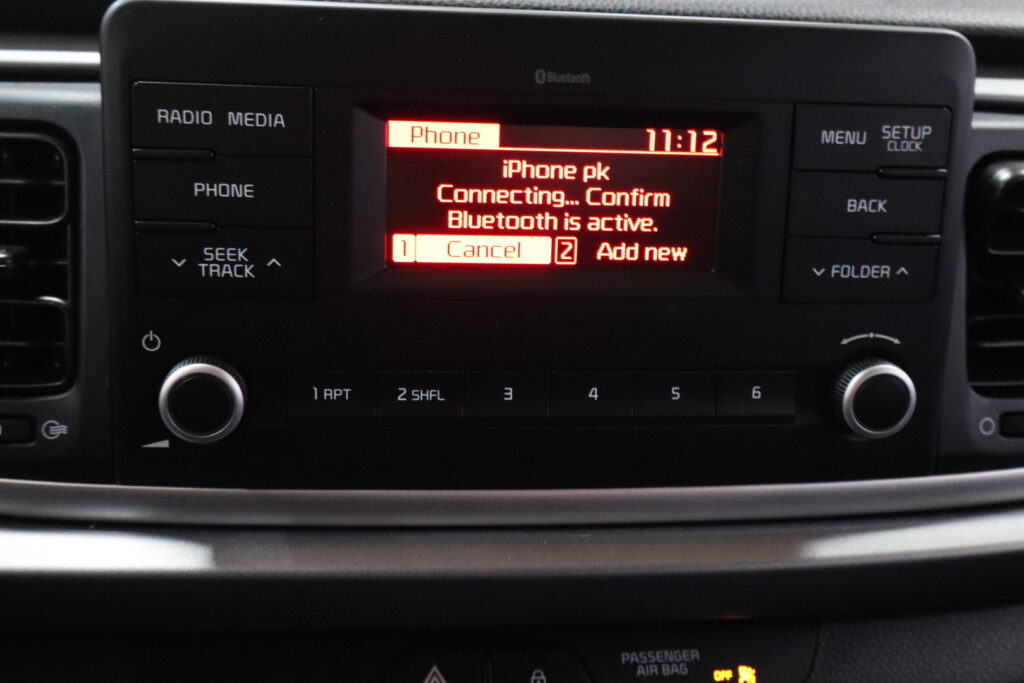 Bluetooth
RADIO MEDIA
PHONE
SEEK
TRACK
Phone 11:12
iPhone pk
Connecting... Confirm
Bluetooth is active.
1 Cancel 2 Add new
MENU SETUP
CLOCK
BACK
FOLDER
1 RPT 2 SHFL 3 4 5 6
PASSENGER
AIR BAG OFF